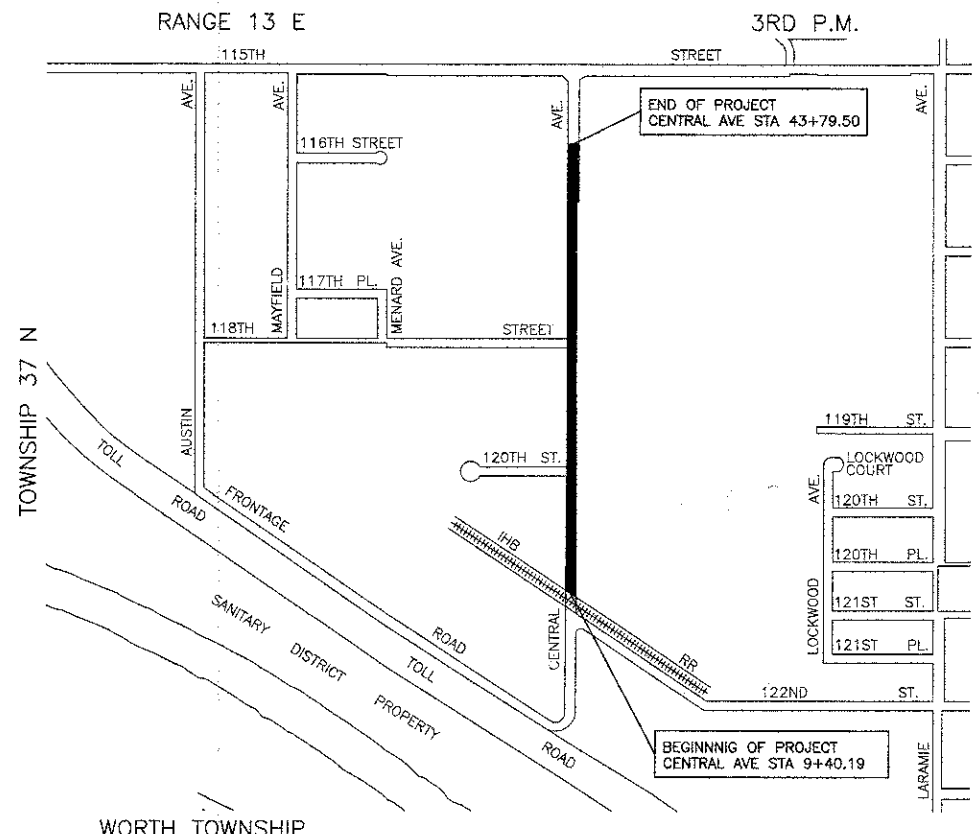 RANGE 13 E
3RD P.M.
115TH
STREET
AVE.
AVE.
AVE.
AVE.
END OF PROJECT
CENTRAL AVE STA 43+79.50
116TH STREET
117TH PL.
MAYFIELD
MENARD AVE.
118TH
STREET
TOWNSHIP 37 N
AUSTIN
119TH ST.
LOCKWOOD
COURT
120TH ST.
AVE.
120TH ST.
TOLL
ROAD
FRONTAGE
IHB
120TH PL.
121ST ST.
SANITARY
DISTRICT
PROPERTY
ROAD
TOLL
ROAD
CENTRAL
RR
LOCKWOOD
121ST PL.
122ND ST.
BEGINNNIG OF PROJECT
CENTRAL AVE STA 9+40.19
LARAMIE
WORTH TOWNSHIP